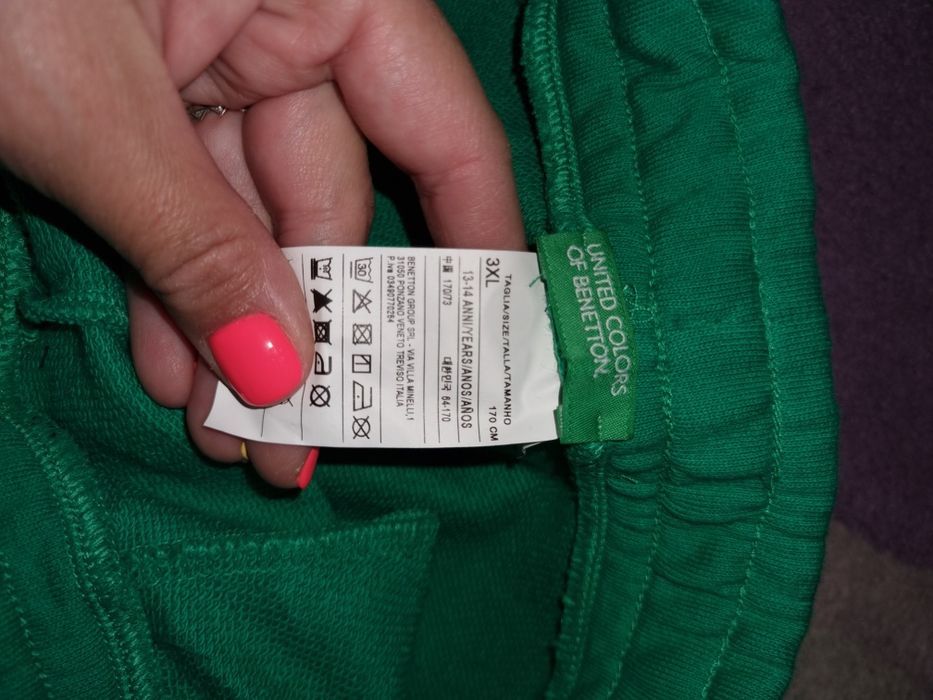 UNITED COLORS
OF BENETTON.
TAGLIA/SIZE/TALLA/TAMANHO
3XL 170 CM
13-14 ANNI/YEARS/ANOS/AÑOS
中国 170/73 대한민국 64-170
BENETTON GROUP SRL - VIA VILLA MINELLI,1
31050 PONZANO VENETO TREVISO ITALIA
P.iva 03490770264
30